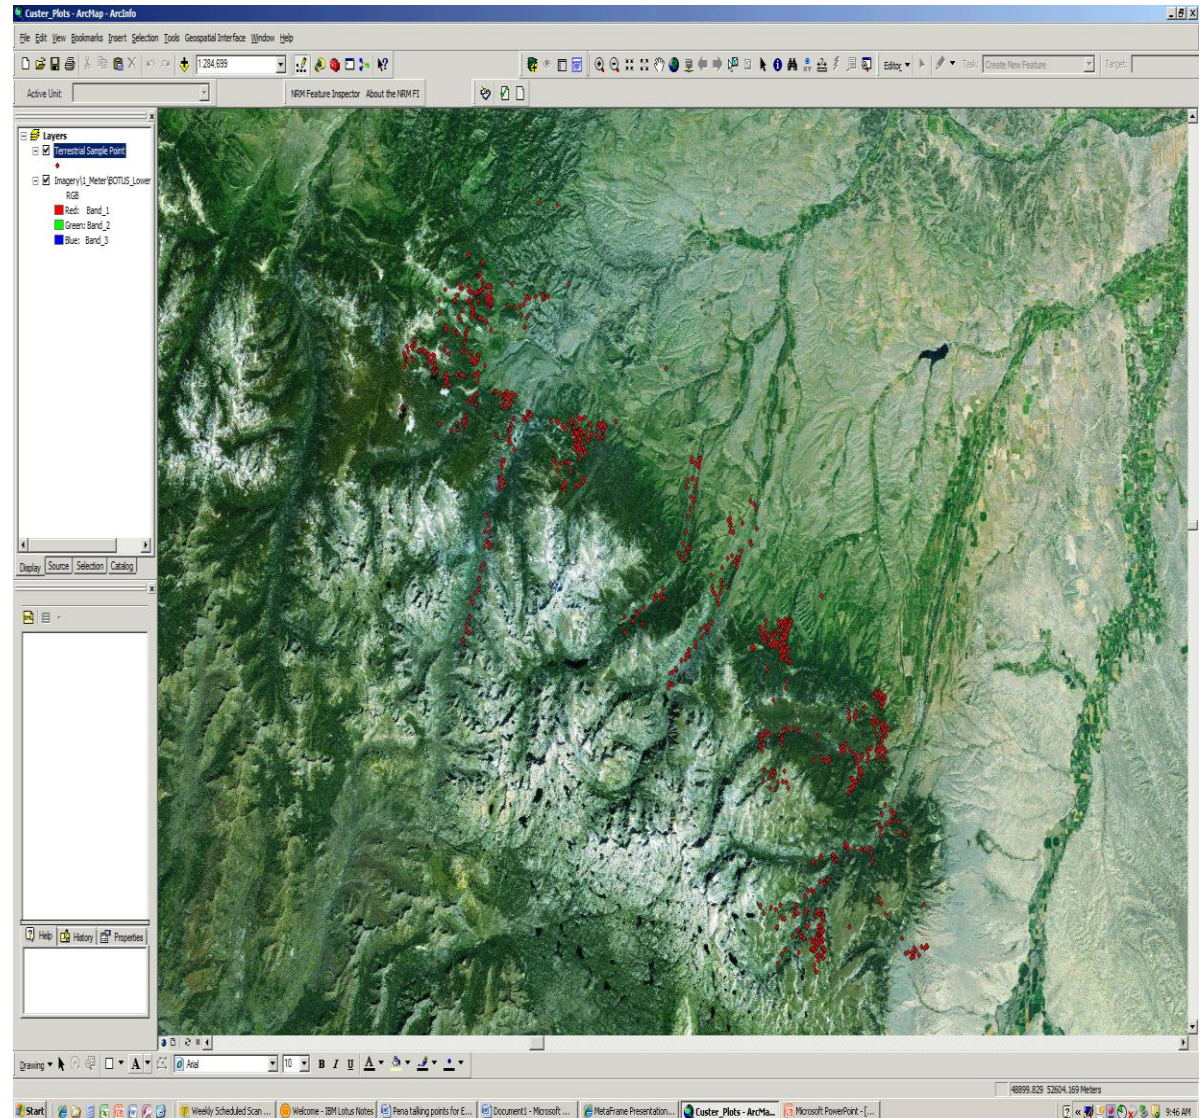 Custer_Plots - ArcMap - ArcInfo
File Edit View Bookmarks Insert Selection Tools Geospatial Interface Window Help
1:284,699
Editor
Task: Create New Feature
Target:
Active Unit:
NRM Feature Inspector About the NRM FI
Layers
Terrestrial Sample Point
Imagery\1_Meter\BOTUS_Lower
RGB
Red: Band_1
Green: Band_2
Blue: Band_3
Display Source Selection Catalog
Help History Properties
Drawing
A
Arial
10
B I U A
48899.829 52604.169 Meters
Start
Weekly Scheduled Scan ...
Welcome - IBM Lotus Notes
Pena talking points for E...
Document1 - Microsoft ...
MetaFrame Presentation...
Custer_Plots - ArcMa...
Microsoft PowerPoint - [...
9:46 AM